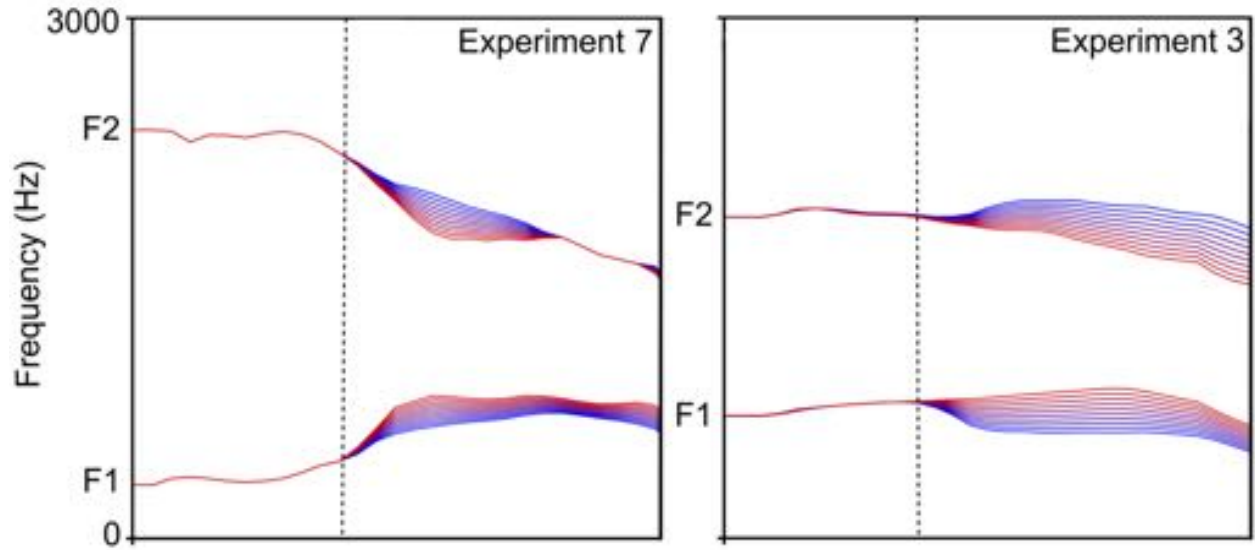 3000
Experiment 7
Experiment 3
F2
F2
Frequency (Hz)
F1
F1
0